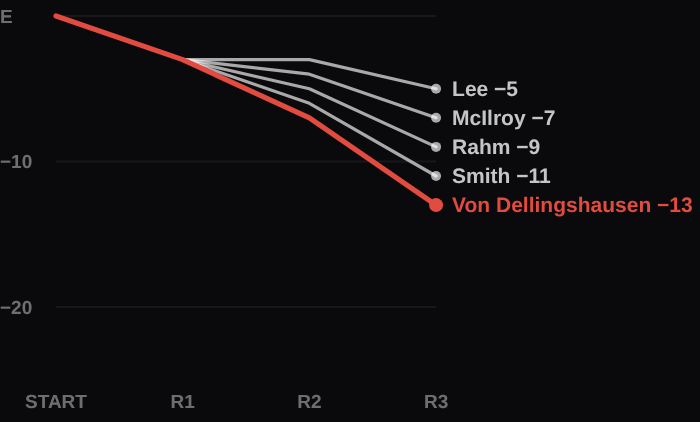 E
Lee −5
McIlroy −7
Rahm −9
−10
Smith −11
Von Dellingshausen −13
−20
START R1 R2 R3